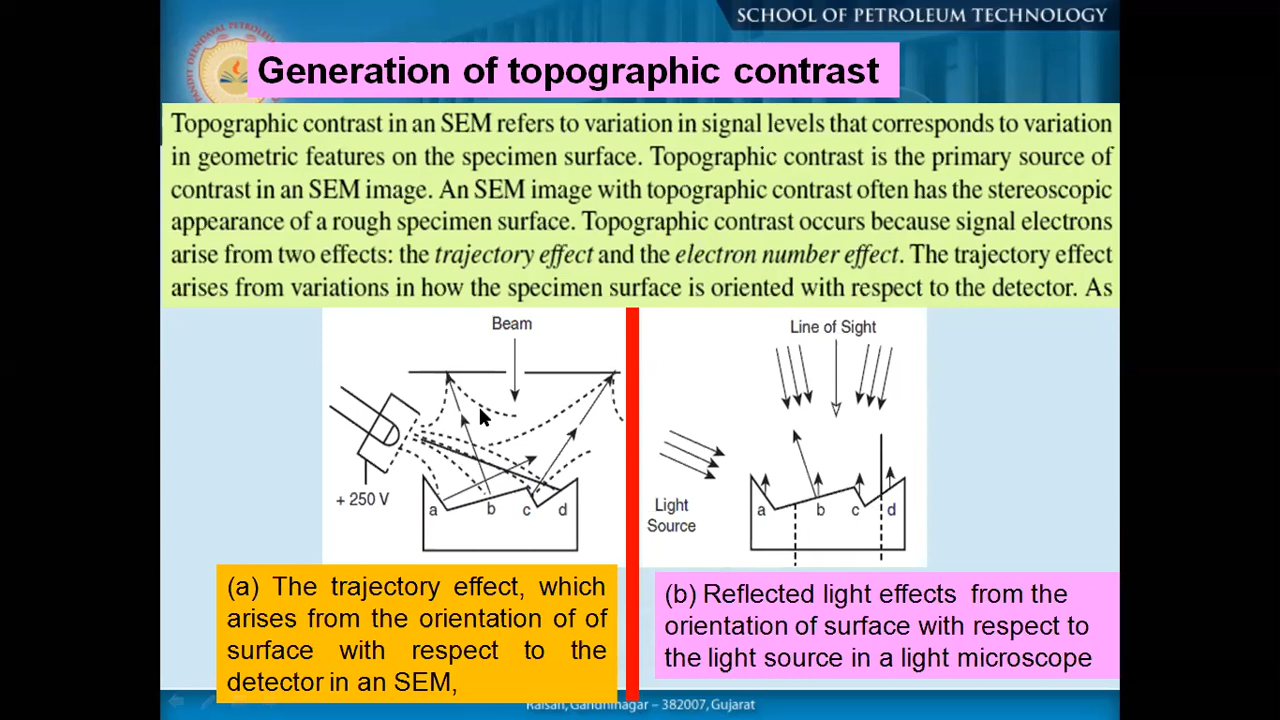 SCHOOL OF PETROLEUM TECHNOLOGY
Generation of topographic contrast
Topographic contrast in an SEM refers to variation in signal levels that corresponds to variation
in geometric features on the specimen surface. Topographic contrast is the primary source of
contrast in an SEM image. An SEM image with topographic contrast often has the stereoscopic
appearance of a rough specimen surface. Topographic contrast occurs because signal electrons
arise from two effects: the trajectory effect and the electron number effect. The trajectory effect
arises from variations in how the specimen surface is oriented with respect to the detector. As
Beam
+ 250 V
a b c d
Line of Sight
Light
Source
a b c d
(a) The trajectory effect, which
arises from the orientation of of
surface with respect to the
detector in an SEM,
(b) Reflected light effects from the
orientation of surface with respect to
the light source in a light microscope
Raisan, Gandhinagar – 382007, Gujarat